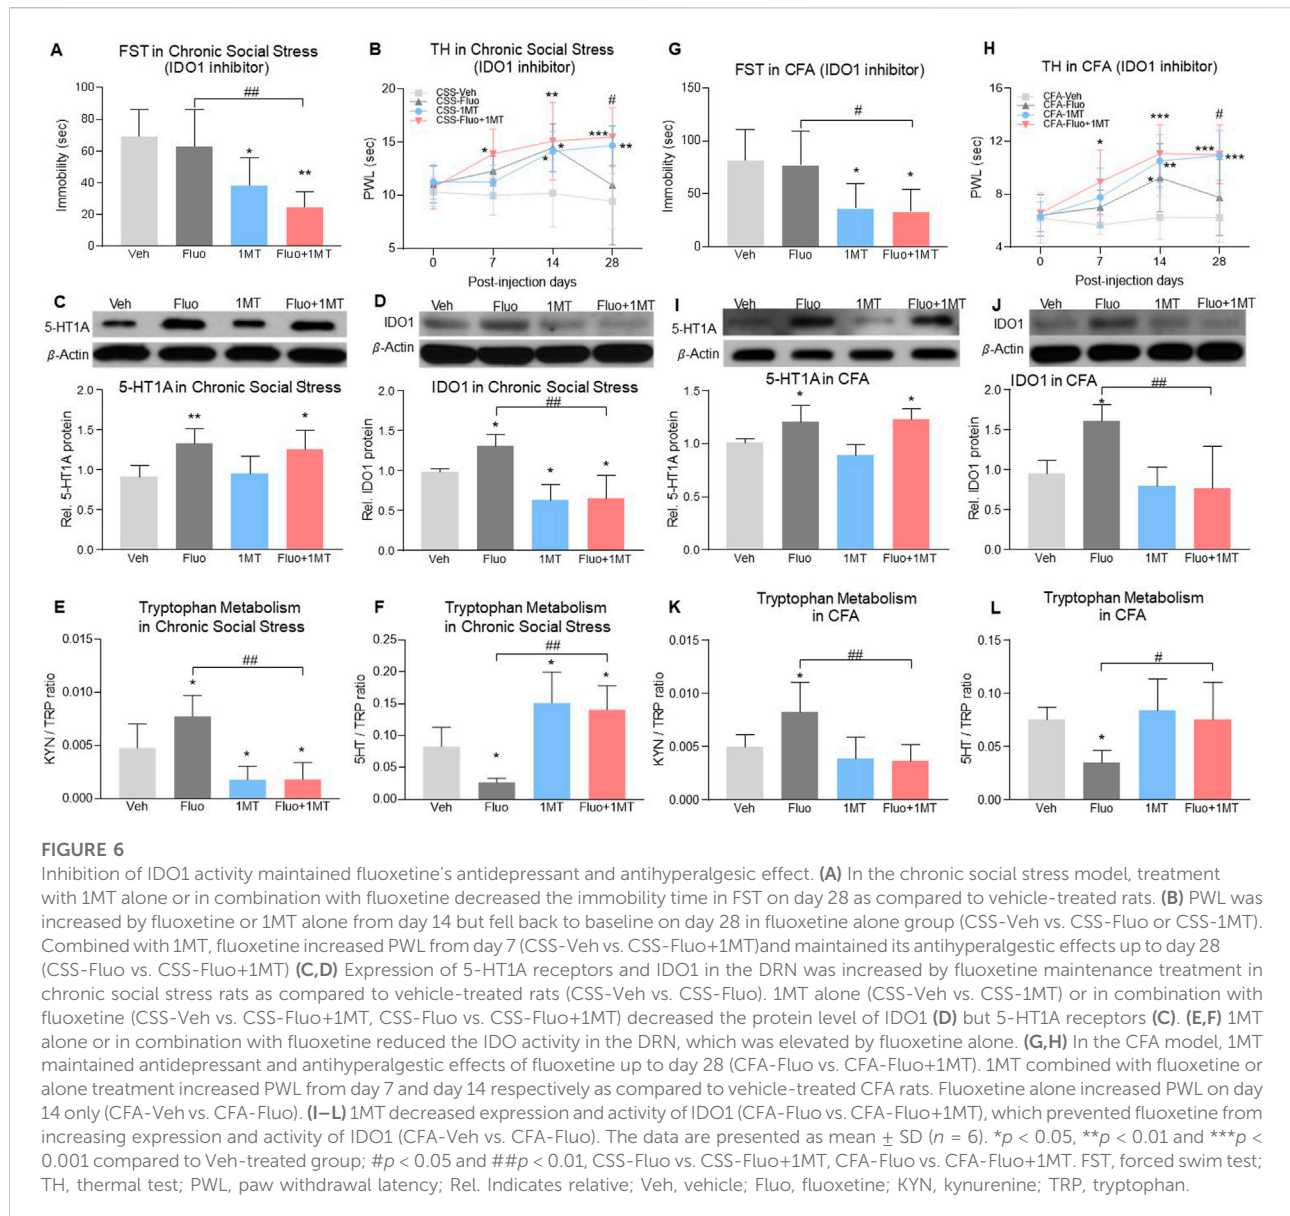 A
FST in Chronic Social Stress
(IDO1 inhibitor)
##
*
**
Immobility (sec)
100
80
60
40
20
0
Veh
Fluo
1MT
Fluo+1MT
B
TH in Chronic Social Stress
(IDO1 inhibitor)
CSS-Veh
CSS-Fluo
CSS-1MT
CSS-Fluo+1MT
**
#
*
*
*
***
**
PWL (sec)
20
15
10
5
0
7
14
28
Post-injection days
G
FST in CFA (IDO1 inhibitor)
#
*
*
Immobility (sec)
200
150
100
50
0
Veh
Fluo
1MT
Fluo+1MT
H
TH in CFA (IDO1 inhibitor)
CFA-Veh
CFA-Fluo
CFA-1MT
CFA-Fluo+1MT
*
***
#
***
***
**
*
PWL (sec)
16
12
8
4
0
7
14
28
Post-injection days
C
Veh
Fluo
1MT
Fluo+1MT
5-HT1A
β-Actin
5-HT1A in Chronic Social Stress
**
*
Rel. 5-HT1A protein
2.0
1.5
1.0
0.5
0.0
Veh
Fluo
1MT
Fluo+1MT
D
Veh
Fluo
1MT
Fluo+1MT
IDO1
β-Actin
IDO1 in Chronic Social Stress
##
*
*
*
Rel. IDO1 protein
2.0
1.5
1.0
0.5
0.0
Veh
Fluo
1MT
Fluo+1MT
I
Veh
Fluo
1MT
Fluo+1MT
5-HT1A
β-Actin
5-HT1A in CFA
*
*
Rel. 5-HT1A protein
1.5
1.0
0.5
0.0
Veh
Fluo
1MT
Fluo+1MT
J
Veh
Fluo
1MT
Fluo+1MT
IDO1
β-Actin
IDO1 in CFA
##
*
Rel. IDO1 protein
2.0
1.5
1.0
0.5
0.0
Veh
Fluo
1MT
Fluo+1MT
E
Tryptophan Metabolism
in Chronic Social Stress
##
*
*
*
KYN / TRP ratio
0.015
0.010
0.005
0.000
Veh
Fluo
1MT
Fluo+1MT
F
Tryptophan Metabolism
in Chronic Social Stress
##
*
*
*
5HT / TRP ratio
0.25
0.20
0.15
0.10
0.05
0.00
Veh
Fluo
1MT
Fluo+1MT
K
Tryptophan Metabolism
in CFA
##
*
KYN / TRP ratio
0.015
0.010
0.005
0.000
Veh
Fluo
1MT
Fluo+1MT
L
Tryptophan Metabolism
in CFA
#
*
5HT / TRP ratio
0.15
0.10
0.05
0.00
Veh
Fluo
1MT
Fluo+1MT
FIGURE 6
Inhibition of IDO1 activity maintained fluoxetine's antidepressant and antihyperalgesic effect. (A) In the chronic social stress model, treatment
with 1MT alone or in combination with fluoxetine decreased the immobility time in FST on day 28 as compared to vehicle-treated rats. (B) PWL was
increased by fluoxetine or 1MT alone from day 14 but fell back to baseline on day 28 in fluoxetine alone group (CSS-Veh vs. CSS-Fluo or CSS-1MT).
Combined with 1MT, fluoxetine increased PWL from day 7 (CSS-Veh vs. CSS-Fluo+1MT)and maintained its antihyperalgestic effects up to day 28
(CSS-Fluo vs. CSS-Fluo+1MT) (C,D) Expression of 5-HT1A receptors and IDO1 in the DRN was increased by fluoxetine maintenance treatment in
chronic social stress rats as compared to vehicle-treated rats (CSS-Veh vs. CSS-Fluo). 1MT alone (CSS-Veh vs. CSS-1MT) or in combination with
fluoxetine (CSS-Veh vs. CSS-Fluo+1MT, CSS-Fluo vs. CSS-Fluo+1MT) decreased the protein level of IDO1 (D) but 5-HT1A receptors (C). (E,F) 1MT
alone or in combination with fluoxetine reduced the IDO activity in the DRN, which was elevated by fluoxetine alone. (G,H) In the CFA model, 1MT
maintained antidepressant and antihyperalgesic effects of fluoxetine up to day 28 (CFA-Fluo vs. CFA-Fluo+1MT). 1MT combined with fluoxetine or
alone treatment increased PWL from day 7 and day 14 respectively as compared to vehicle-treated CFA rats. Fluoxetine alone increased PWL on day
14 only (CFA-Veh vs. CFA-Fluo). (I–L) 1MT decreased expression and activity of IDO1 (CFA-Fluo vs. CFA-Fluo+1MT), which prevented fluoxetine from
increasing expression and activity of IDO1 (CFA-Veh vs. CFA-Fluo). The data are presented as mean ± SD (n = 6). *p < 0.05, **p < 0.01 and ***p <
0.001 compared to Veh-treated group; #p < 0.05 and ##p < 0.01, CSS-Fluo vs. CSS-Fluo+1MT, CFA-Fluo vs. CFA-Fluo+1MT. FST, forced swim test;
TH, thermal test; PWL, paw withdrawal latency; Rel. Indicates relative; Veh, vehicle; Fluo, fluoxetine; KYN, kynurenine; TRP, tryptophan.